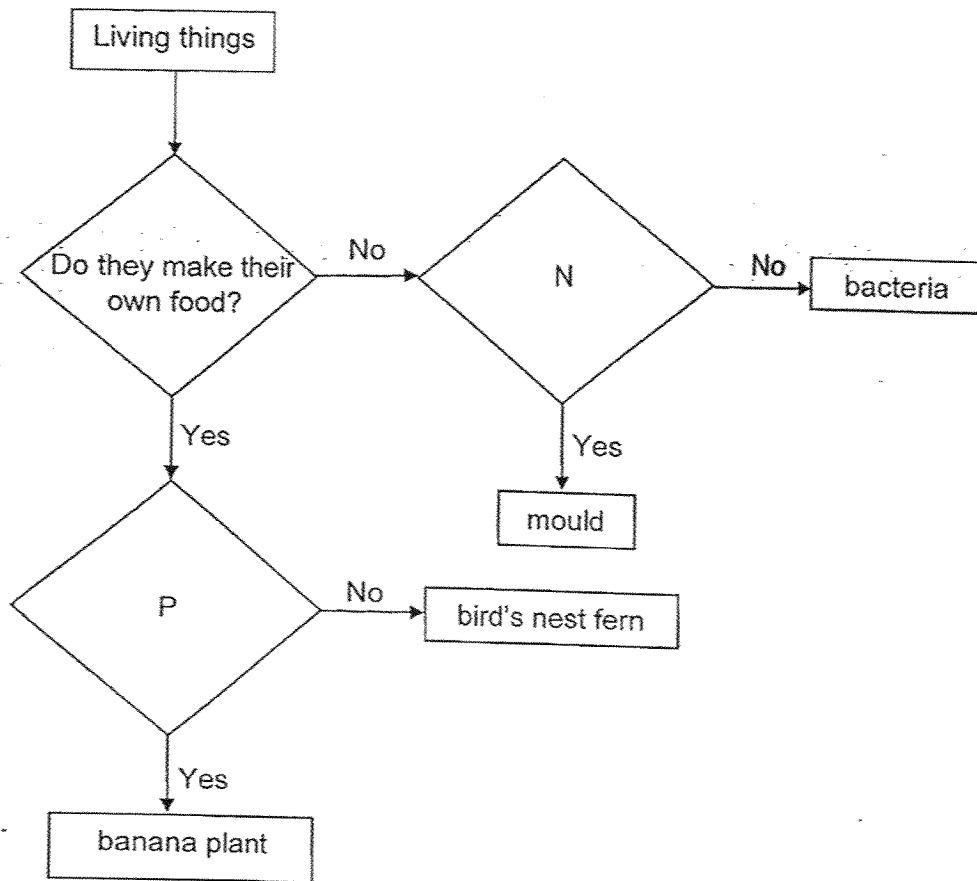 Living things
Do they make their
own food?
No
N
No
bacteria
Yes
Yes
mould
P
No
bird's nest fern
Yes
banana plant